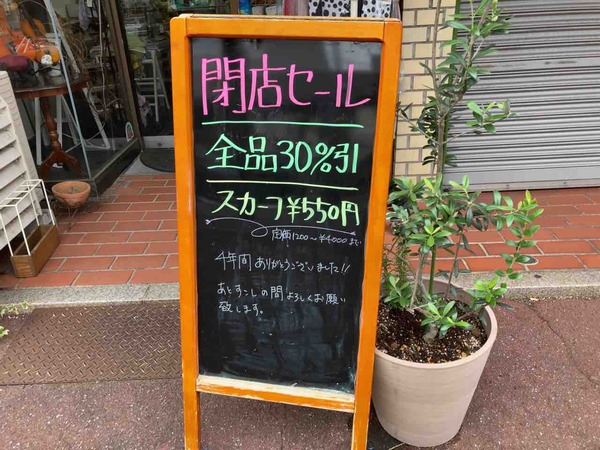 閉店セール
全品30%引
スカーフ¥550円
定価1200〜¥4000まで
4年間ありがとうございました!!
あとすこしの間よろしくお願い
致します。